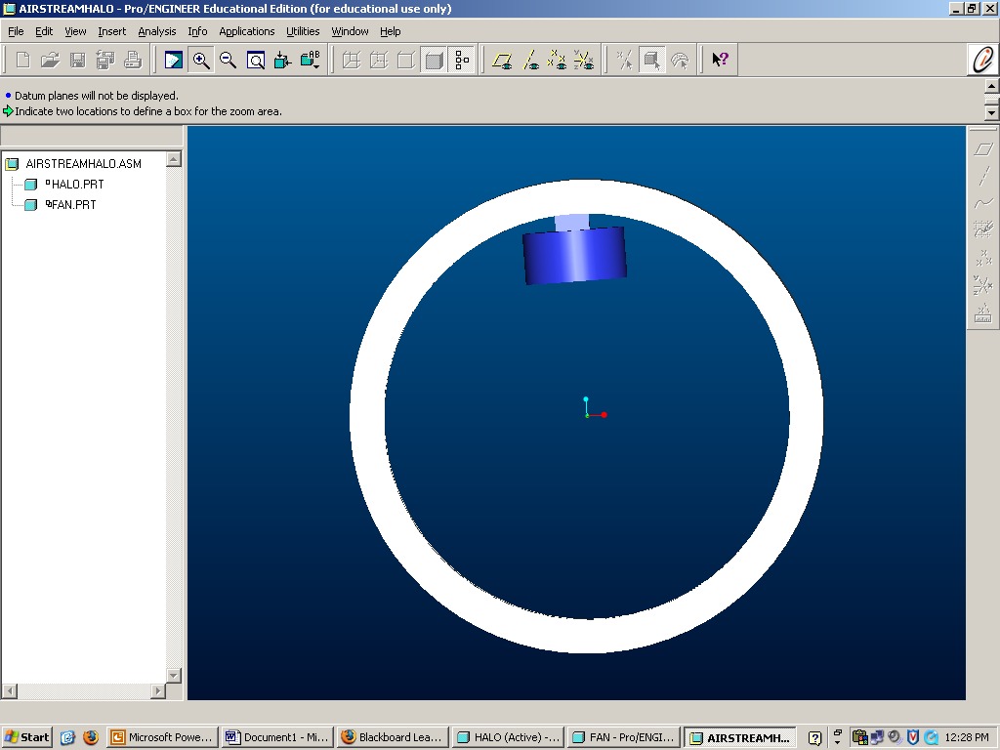 AIRSTREAMHALO - Pro/ENGINEER Educational Edition (for educational use only)
File Edit View Insert Analysis Info Applications Utilities Window Help
Datum planes will not be displayed.
Indicate two locations to define a box for the zoom area.
AIRSTREAMHALO.ASM
HALO.PRT
FAN.PRT
Start Microsoft Powe... Document1 - Mi... Blackboard Lea... HALO (Active) -... FAN - Pro/ENGI... AIRSTREAMH... 12:28 PM